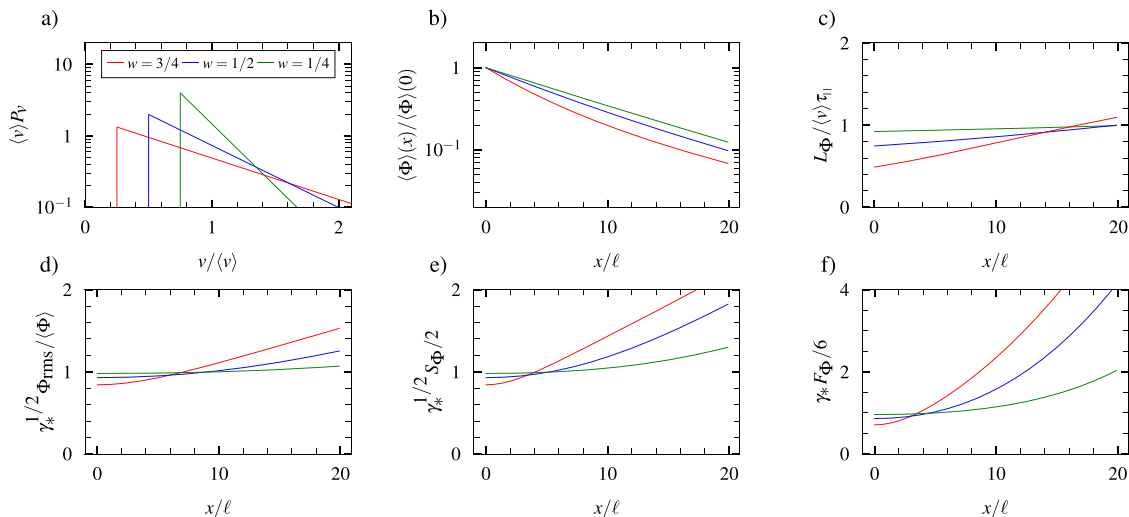 a)
⟨v⟩P_v
10
1
10^{-1}
w = 3/4 w = 1/2 w = 1/4
0 1 2
v/⟨v⟩
b)
⟨Φ⟩(x)/⟨Φ⟩(0)
1
10^{-1}
0 10 20
x/ℓ
c)
L_Φ/⟨v⟩τ_∥
2
1
0
0 10 20
x/ℓ
d)
γ_*^{1/2}Φ_rms/⟨Φ⟩
2
1
0
0 10 20
x/ℓ
e)
γ_*^{1/2}S_Φ/2
2
1
0
0 10 20
x/ℓ
f)
γ_*F_Φ/6
4
2
0
0 10 20
x/ℓ